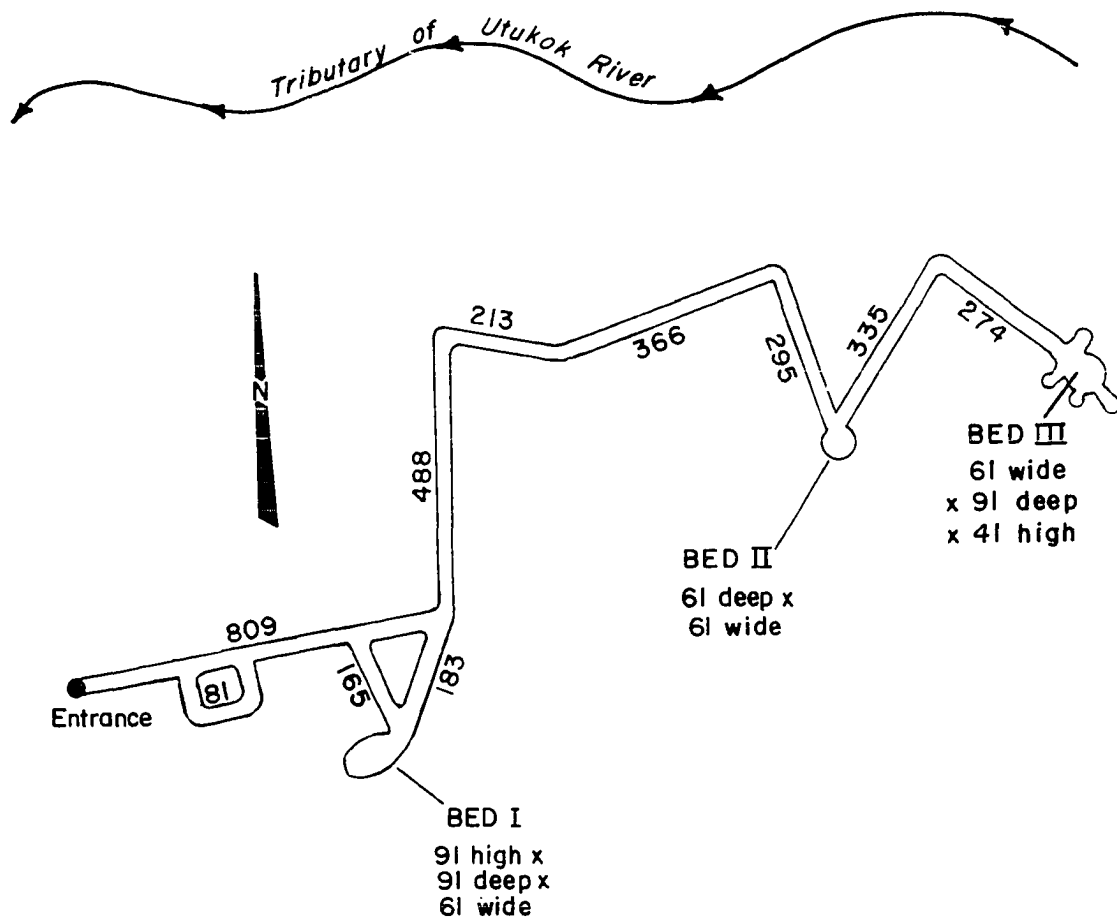 Tributary of Utukok River
213
366
295
335
274
N
488
BED III
61 wide
x 91 deep
x 41 high
BED II
61 deep x
61 wide
809
81
165
183
Entrance
BED I
91 high x
91 deep x
61 wide